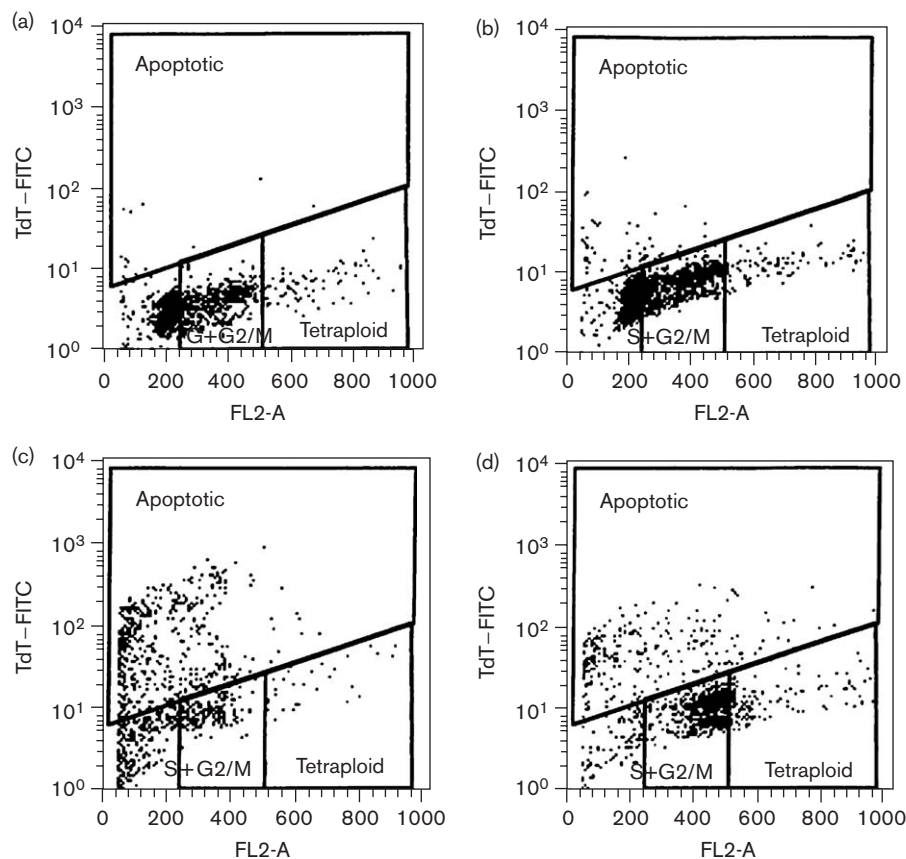 (a)
10⁴
Apoptotic
10³
TdT–FITC
10²
10¹
10⁰
G+G2/M
Tetraploid
0 200 400 600 800 1000
FL2-A
(b)
10⁴
Apoptotic
10³
TdT–FITC
10²
10¹
10⁰
S+G2/M
Tetraploid
0 200 400 600 800 1000
FL2-A
(c)
10⁴
Apoptotic
10³
TdT–FITC
10²
10¹
10⁰
S+G2/M
Tetraploid
0 200 400 600 800 1000
FL2-A
(d)
10⁴
Apoptotic
10³
TdT–FITC
10²
10¹
10⁰
S+G2/M
Tetraploid
0 200 400 600 800 1000
FL2-A